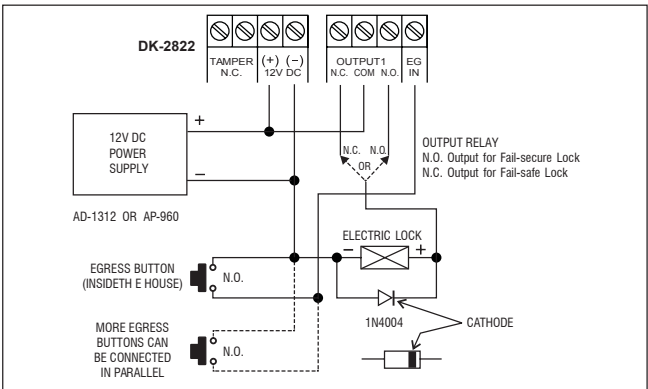 DK-2822
TAMPER (+) (−) OUTPUT1 EG
N.C. 12V DC N.C. COM N.O. IN
+
12V DC
POWER
SUPPLY
−
N.C. N.O.
OR
OUTPUT RELAY
N.O. Output for Fail-secure Lock
N.C. Output for Fail-safe Lock
AD-1312 OR AP-960
ELECTRIC LOCK
− +
EGRESS BUTTON
(INSIDETH E HOUSE)
N.O.
1N4004
CATHODE
MORE EGRESS
BUTTONS CAN
BE CONNECTED
IN PARALLEL
N.O.